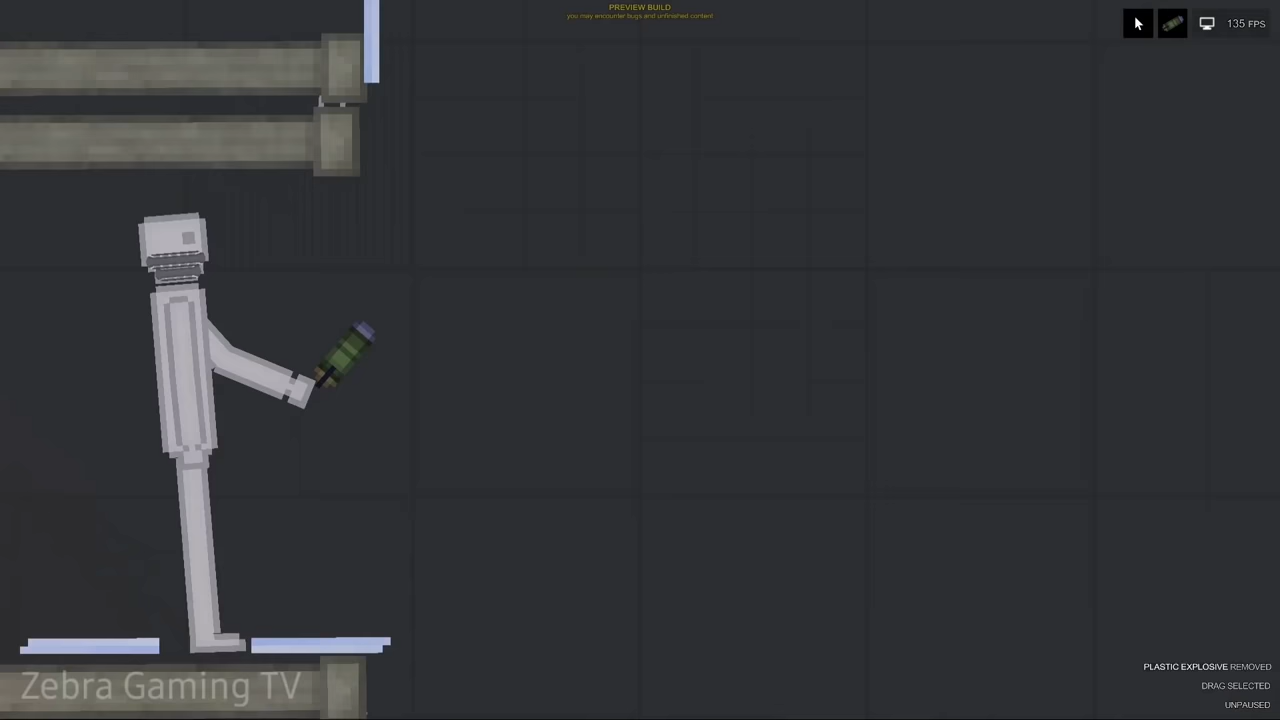 PREVIEW BUILD
you may encounter bugs and unfinished content
135 FPS
PLASTIC EXPLOSIVE REMOVED
DRAG SELECTED
UNPAUSED
Zebra Gaming TV